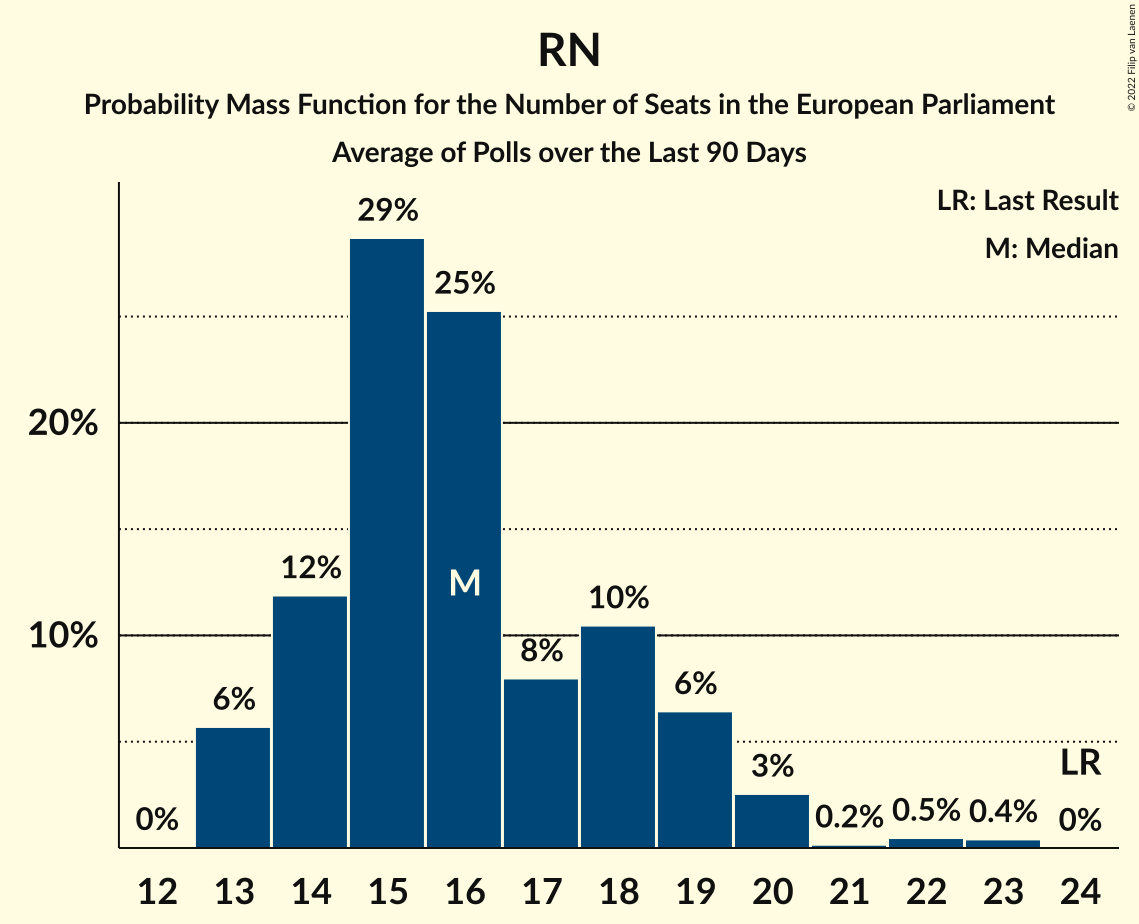 RN
Probability Mass Function for the Number of Seats in the European Parliament
Average of Polls over the Last 90 Days
© 2022 Filip van Laenen
LR: Last Result
M: Median
20%
10%
0%
6%
12%
29%
25%
M
8%
10%
6%
3%
0.2%
0.5%
0.4%
LR
0%
12 13 14 15 16 17 18 19 20 21 22 23 24